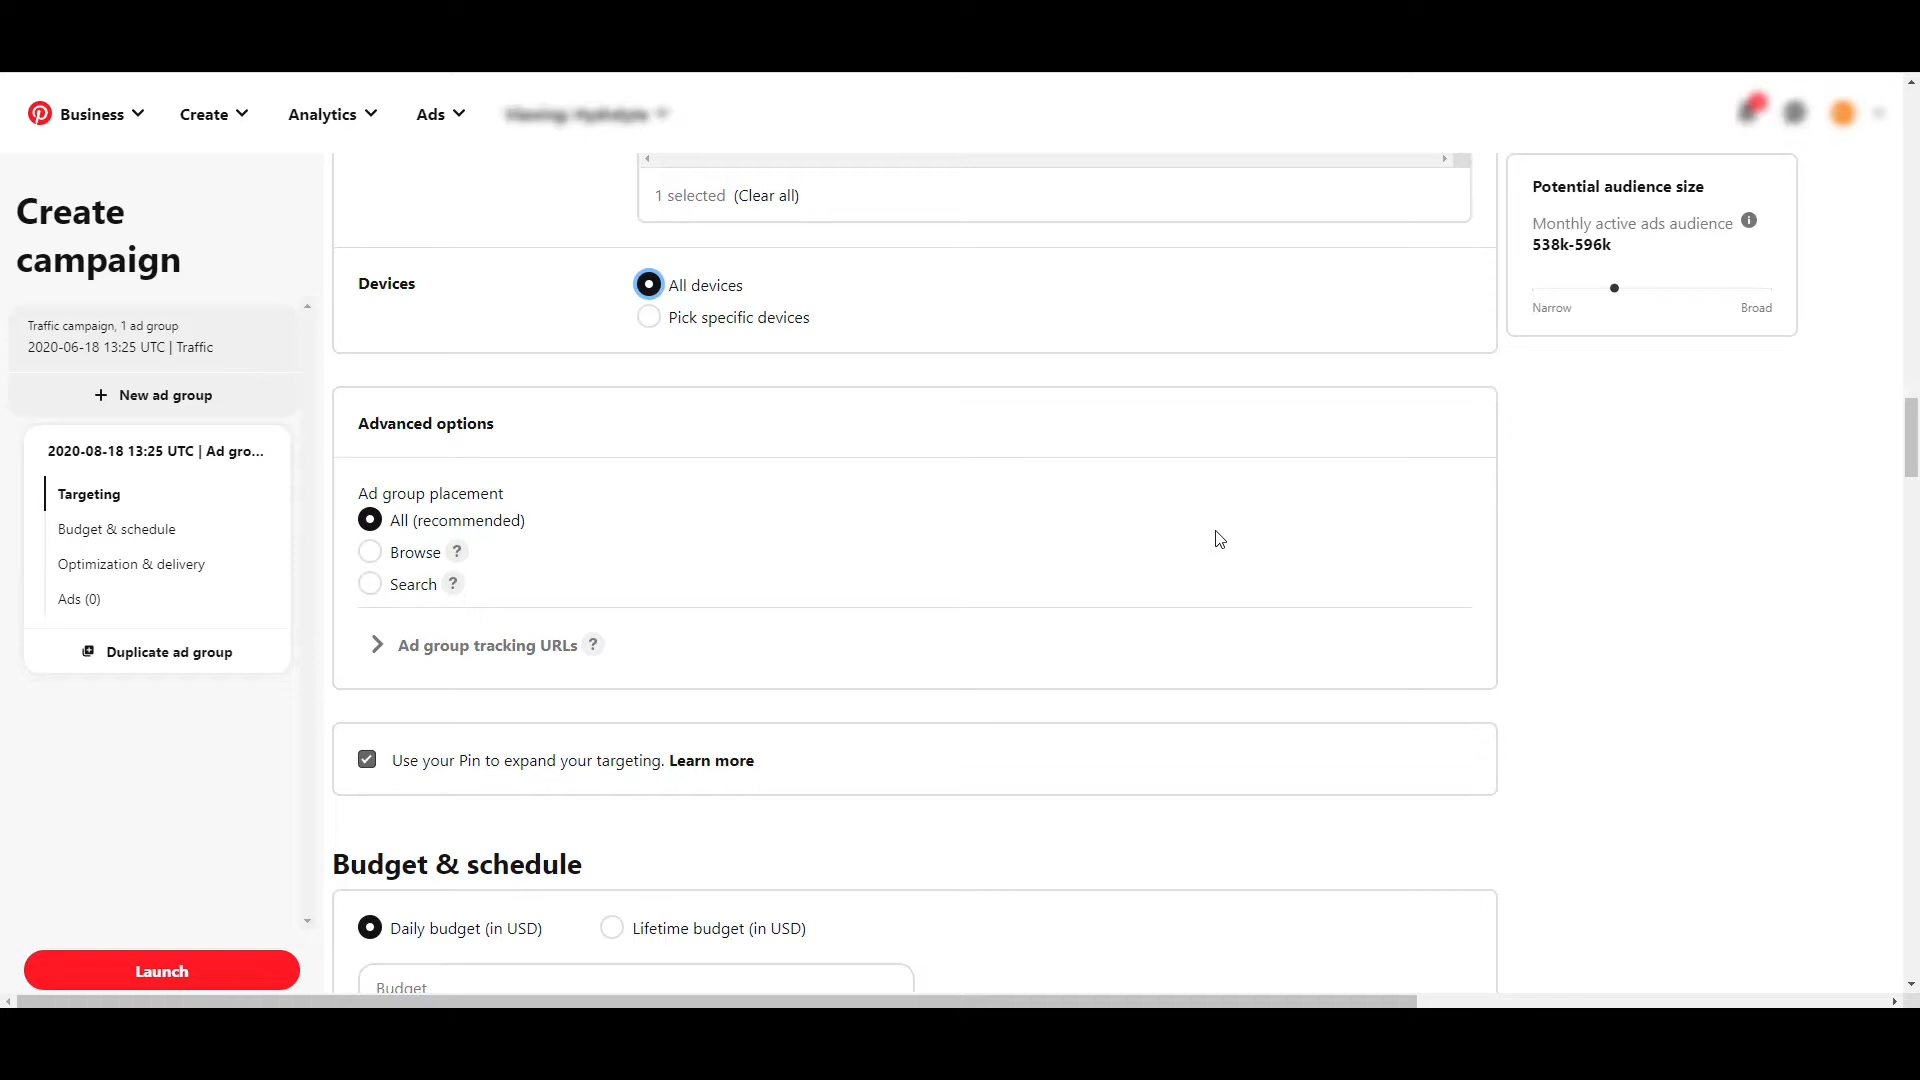 Business
Create
Analytics
Ads
Create
campaign
Traffic campaign, 1 ad group
2020-06-18 13:25 UTC | Traffic
New ad group
2020-08-18 13:25 UTC | Ad gro...
Targeting
Budget & schedule
Optimization & delivery
Ads (0)
Duplicate ad group
Launch
1 selected (Clear all)
Devices
All devices
Pick specific devices
Advanced options
Ad group placement
All (recommended)
Browse ?
Search ?
Ad group tracking URLs ?
Use your Pin to expand your targeting. Learn more
Budget & schedule
Daily budget (in USD) Lifetime budget (in USD)
Budget
Potential audience size
Monthly active ads audience
538k-596k
Narrow Broad